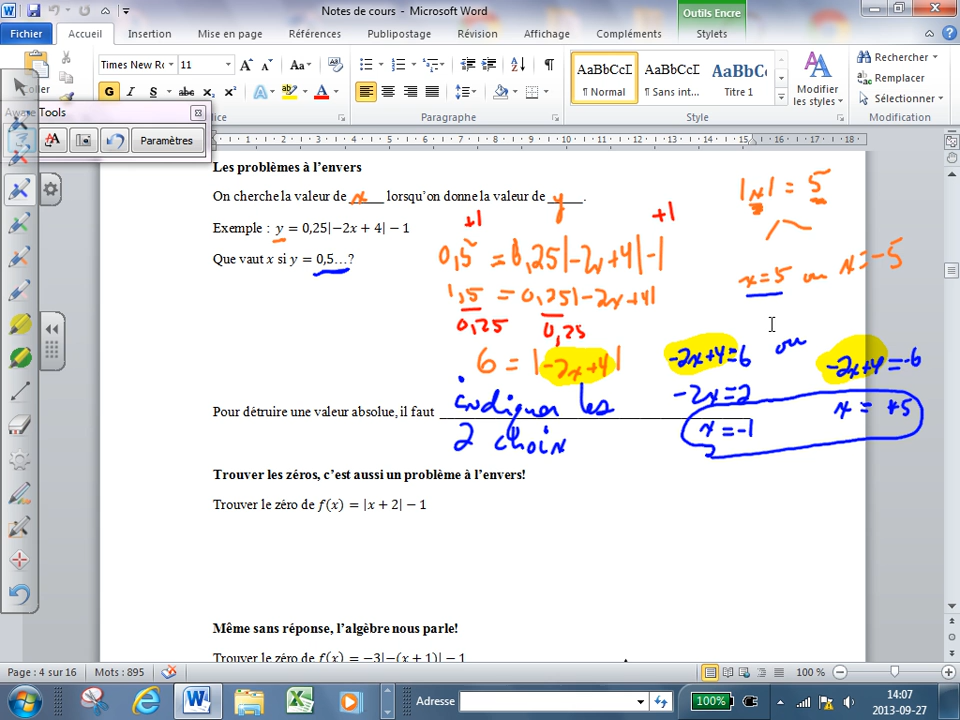 Notes de cours - Microsoft Word
Outils Encre
Fichier Accueil Insertion Mise en page Références Publipostage Révision Affichage Compléments Stylets
Times New Ro 11
Coller
G I S abc x₂ x²
AaBbCcD AaBbCcD AaBbC
¶ Normal ¶ Sans int... Titre 1
Modifier les styles
Rechercher
Remplacer
Sélectionner
Paragraphe Style Modification
Tools
Paramètres
Les problèmes à l'envers
On cherche la valeur de x lorsqu'on donne la valeur de y.
Exemple : y = 0,25|−2x + 4| − 1
Que vaut x si y = 0,5…?
+1 +1
0,5 = 0,25|-2x+4|-1
1,5 = 0,25|-2x+4|
0,25 0,25
6 = |-2x+4|
|x| = 5
x=5 ou x=-5
-2x+4=6 ou -2x+4=-6
-2x=2
x = +5
x = -1
Pour détruire une valeur absolue, il faut indiquer les
2 choix
Trouver les zéros, c'est aussi un problème à l'envers!
Trouver le zéro de f(x) = |x + 2| − 1
Même sans réponse, l'algèbre nous parle!
Trouver le zéro de f(x) = −3|−(x + 1)| − 1
Page : 4 sur 16 Mots : 895 100 %
Adresse 100% 14:07
2013-09-27